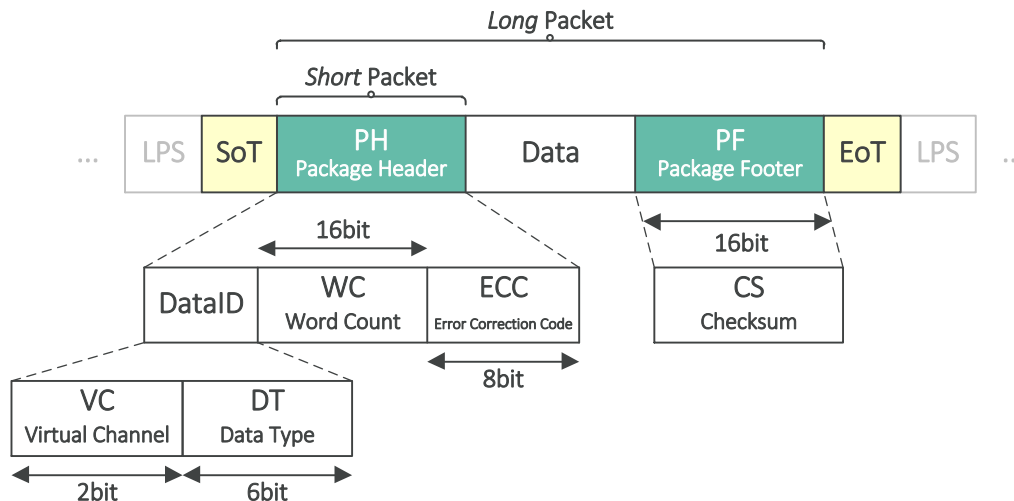 Long Packet
Short Packet
... LPS SoT PH Data PF EoT LPS ..
Package Header Package Footer
16bit 16bit
DataID WC ECC CS
Word Count Error Correction Code Checksum
8bit
VC DT
Virtual Channel Data Type
2bit 6bit